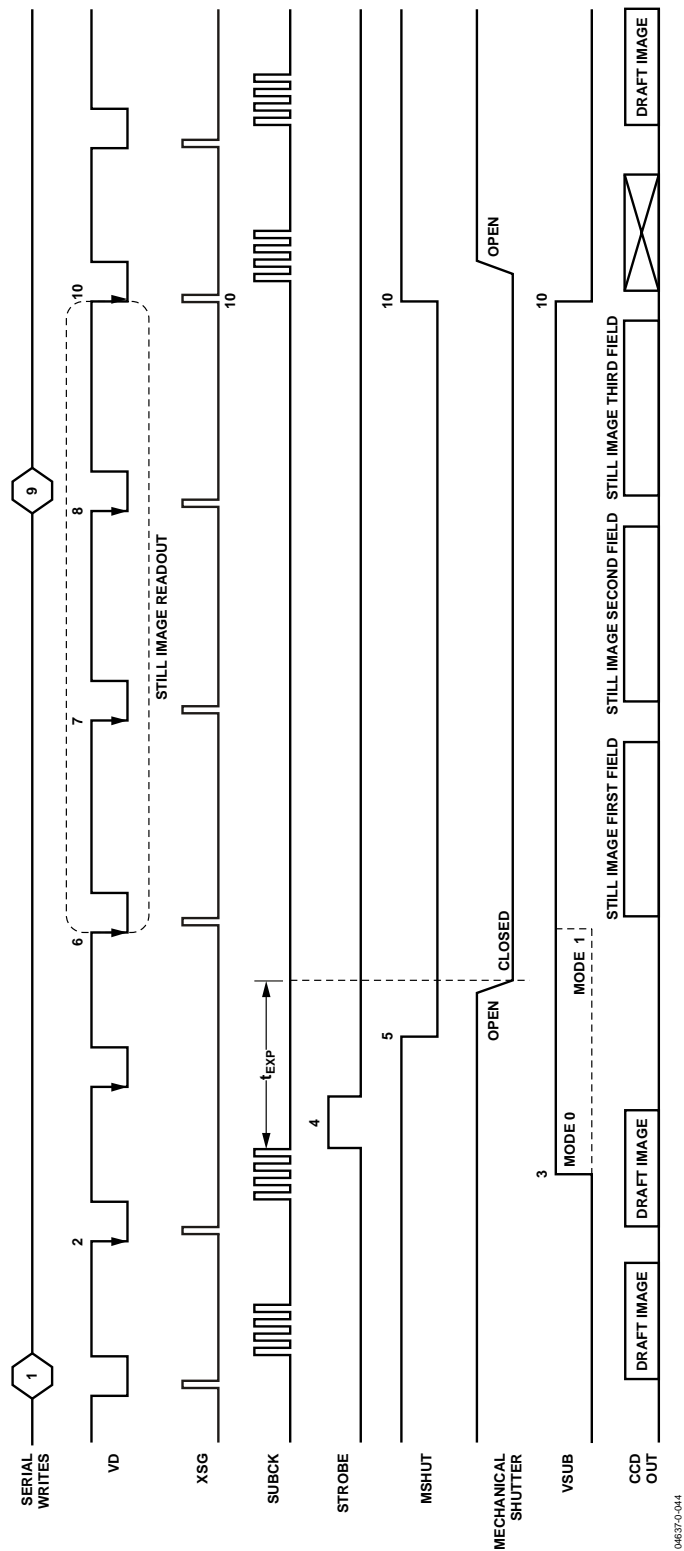 SERIAL
WRITES
1
9
VD
2
6
7
8
10
STILL IMAGE READOUT
XSG
10
SUBCK
tEXP
STROBE
4
MSHUT
5
10
MECHANICAL
SHUTTER
OPEN
CLOSED
OPEN
VSUB
3
MODE 0
MODE 1
10
CCD
OUT
DRAFT IMAGE
DRAFT IMAGE
STILL IMAGE FIRST FIELD
STILL IMAGE SECOND FIELD
STILL IMAGE THIRD FIELD
DRAFT IMAGE
04637-0-044